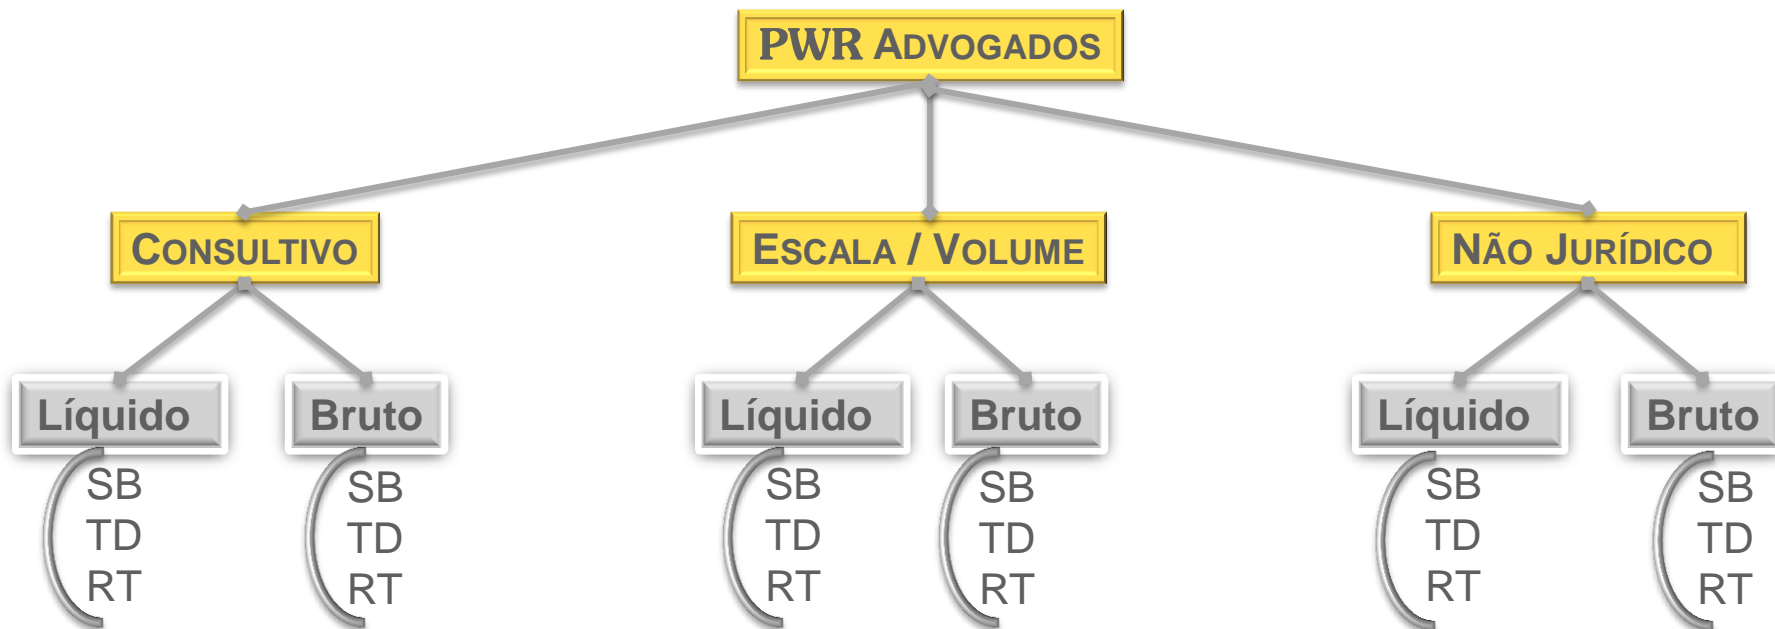 PWR ADVOGADOS
CONSULTIVO
ESCALA / VOLUME
NÃO JURÍDICO
Líquido
Bruto
Líquido
Bruto
Líquido
Bruto
SB
TD
RT
SB
TD
RT
SB
TD
RT
SB
TD
RT
SB
TD
RT
SB
TD
RT